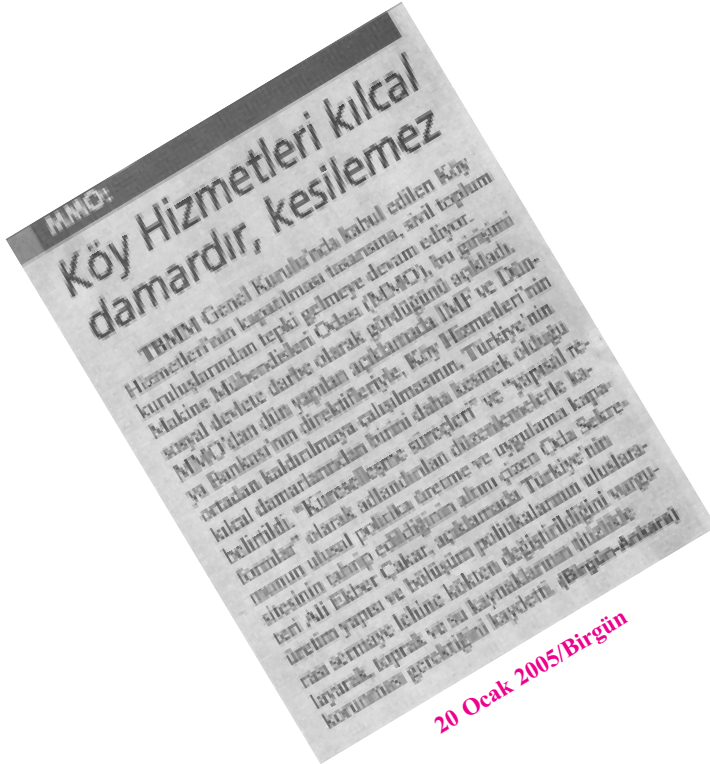 MMO:
Köy Hizmetleri kılcal
damardır, kesilemez
TBMM Genel Kurulu'nda kabul edilen Köy
Hizmetleri'nin kapatılması tasarısına, sivil toplum
kuruluşlarından tepki gelmeye devam ediyor.
Makine Mühendisleri Odası (MMO), bu girişimi
sosyal devlete darbe olarak gördüğünü açıkladı.
MMO'dan dün yapılan açıklamada IMF ve Dün-
ya Bankası'nın direktifleriyle, Köy Hizmetleri'nin
ortadan kaldırılmaya çalışılmasının, Türkiye'nin
kılcal damarlarından birini daha kesmek olduğu
belirtildi. "Küreselleşme süreçleri" ve "yapısal re-
formlar" olarak adlandırılan düzenlemelerle ka-
munun ulusal politika üretme ve uygulama kapa-
sitesinin tahrip edildiğinin altını çizen Oda Sekre-
teri Ali Ekber Çakar, açıklamada Türkiye'nin
üretim yapısı ve bölüşüm politikalarının uluslara-
rası sermaye lehine kökten değiştirildiğini vurgu-
layarak, toprak ve su kaynaklarının titizlikle
korunması gerektiğini kaydetti. (Birgün-Ankara)
20 Ocak 2005/Birgün